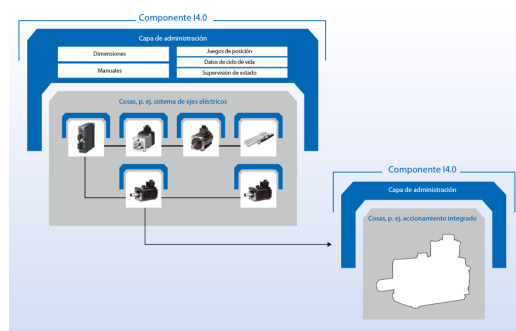 Componente I4.0
Capa de administración
Dimensiones
Manuales
Juegos de posición
Datos de ciclo de vida
Supervisión de estado
Cosas, p. ej. sistema de ejes eléctricos
Componente I4.0
Capa de administración
Cosas, p. ej. accionamiento integrado